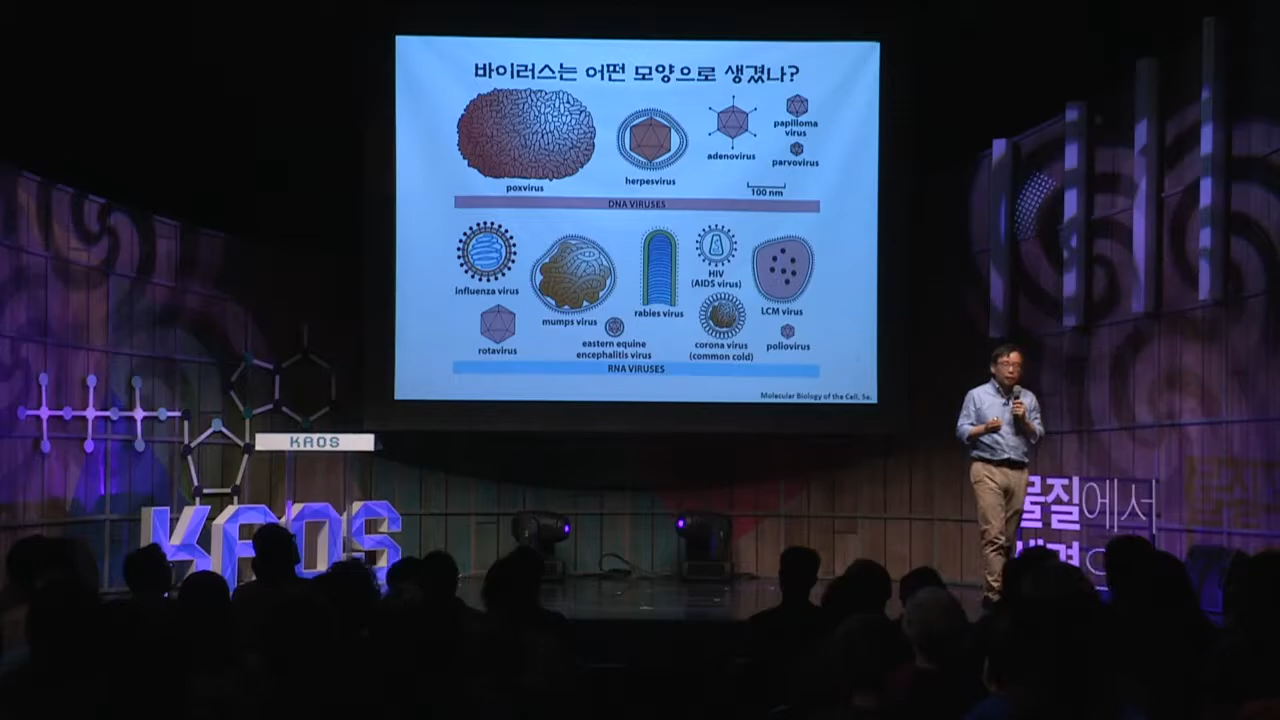 바이러스는 어떤 모양으로 생겼나?
poxvirus
herpesvirus
adenovirus
papilloma
virus
parvovirus
100 nm
DNA VIRUSES
influenza virus
mumps virus
rabies virus
HIV
(AIDS virus)
LCM virus
rotavirus
eastern equine
encephalitis virus
corona virus
(common cold)
poliovirus
RNA VIRUSES
Molecular Biology of the Cell, 5e.
KAOS
KAOS
물질에서